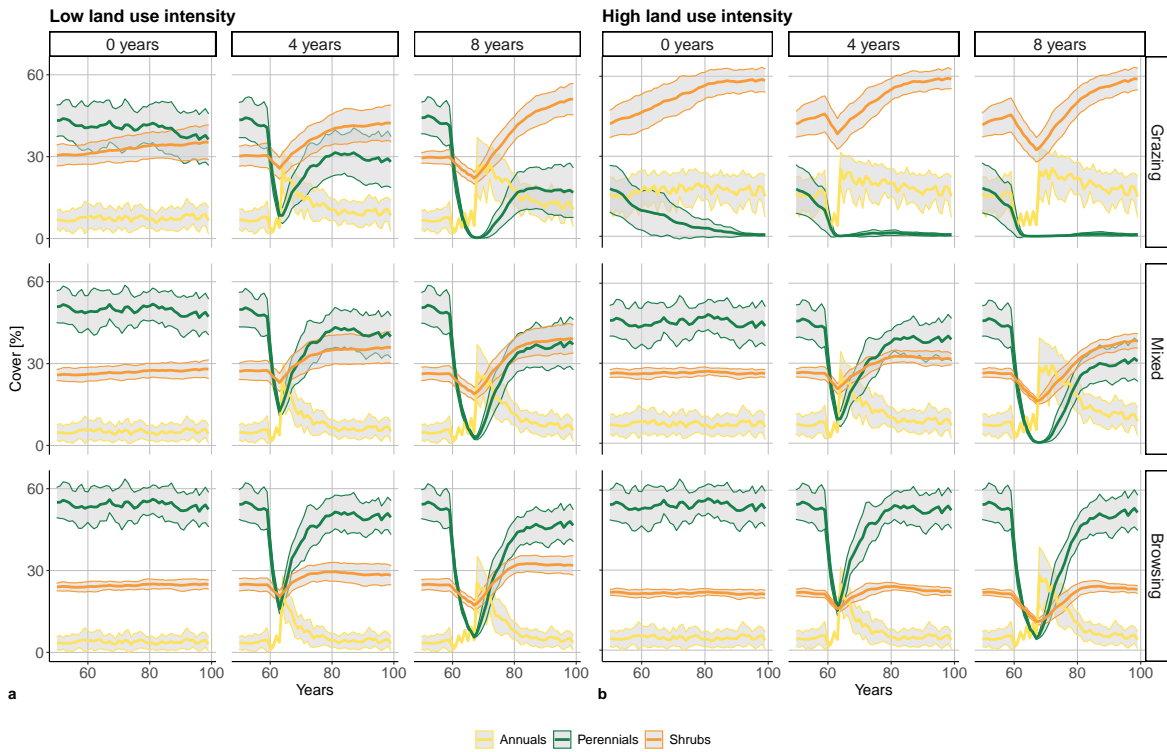 Low land use intensity
High land use intensity
0 years 4 years 8 years 0 years 4 years 8 years
60
30
0
Grazing
60
30
0
Mixed
Cover [%]
60
30
0
Browsing
60 80 100 60 80 100 60 80 100 60 80 100 60 80 100 60 80 100
a Years b Years
Annuals Perennials Shrubs